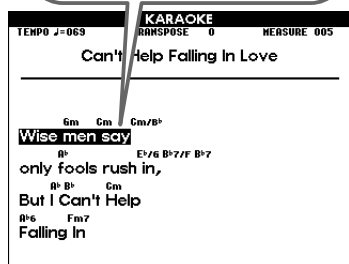 KARAOKE
TEMPO ♩=069 RANSPOSE 0 MEASURE 005
Can't Help Falling In Love
Gm Cm Cm/B♭
Wise men say
A♭ E♭/G B♭7/F B♭7
only fools rush in,
A♭ B♭ Cm
But I Can't Help
A♭6 Fm7
Falling In